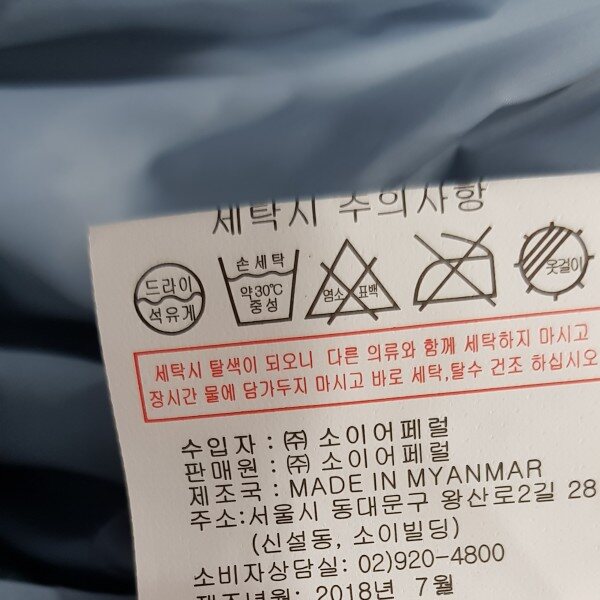 세탁시 주의사항
드라이
석유계
손세탁
약30℃
중성
염소 표백
옷걸이
세탁시 탈색이 되오니 다른 의류와 함께 세탁하지 마시고
장시간 물에 담가두지 마시고 바로 세탁,탈수 건조 하십시오
수입자 : ㈜ 소이어페럴
판매원 : ㈜ 소이어페럴
제조국 : MADE IN MYANMAR
주소:서울시 동대문구 왕산로2길 28
(신설동, 소이빌딩)
소비자상담실: 02)920-4800
제조년월: 2018년 7월